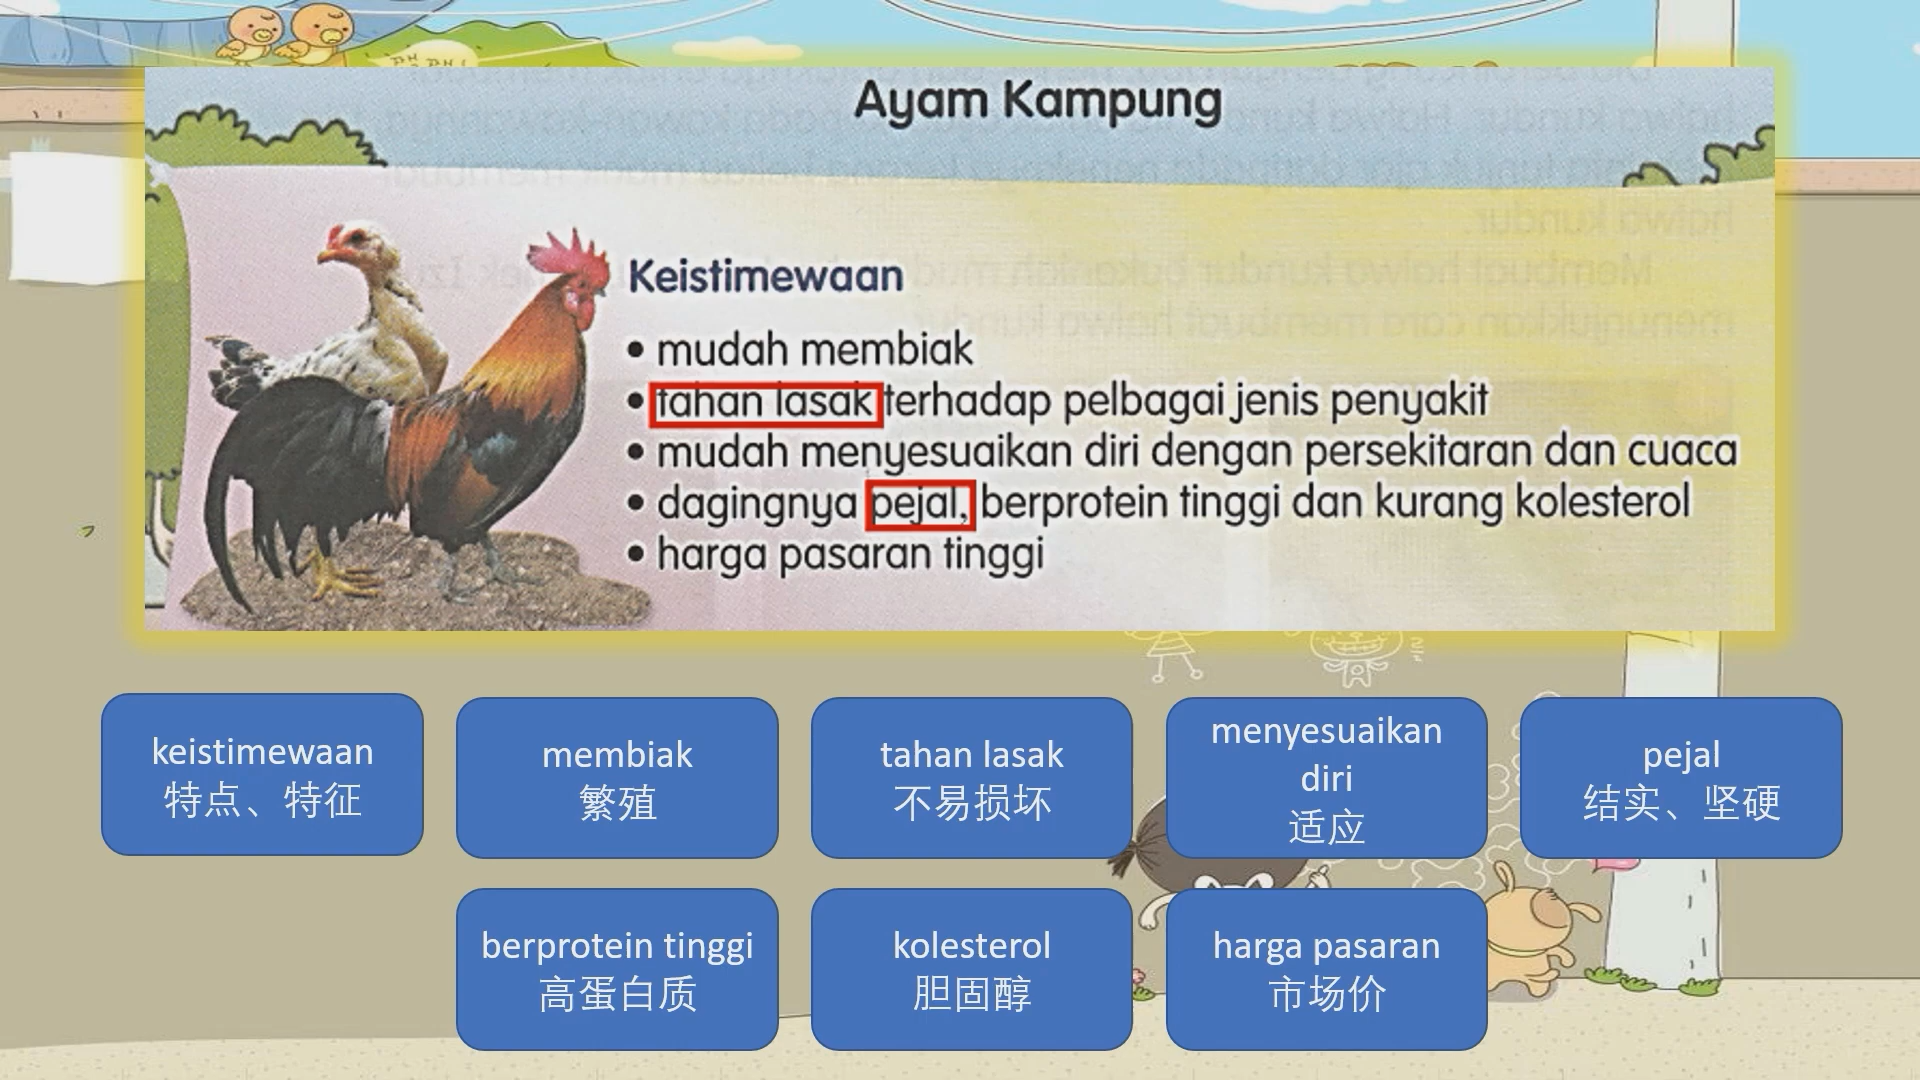 Ayam Kampung
Keistimewaan
• mudah membiak
• tahan lasak terhadap pelbagai jenis penyakit
• mudah menyesuaikan diri dengan persekitaran dan cuaca
• dagingnya pejal, berprotein tinggi dan kurang kolesterol
• harga pasaran tinggi
keistimewaan
特点、特征
membiak
繁殖
tahan lasak
不易损坏
menyesuaikan
diri
适应
pejal
结实、坚硬
berprotein tinggi
高蛋白质
kolesterol
胆固醇
harga pasaran
市场价